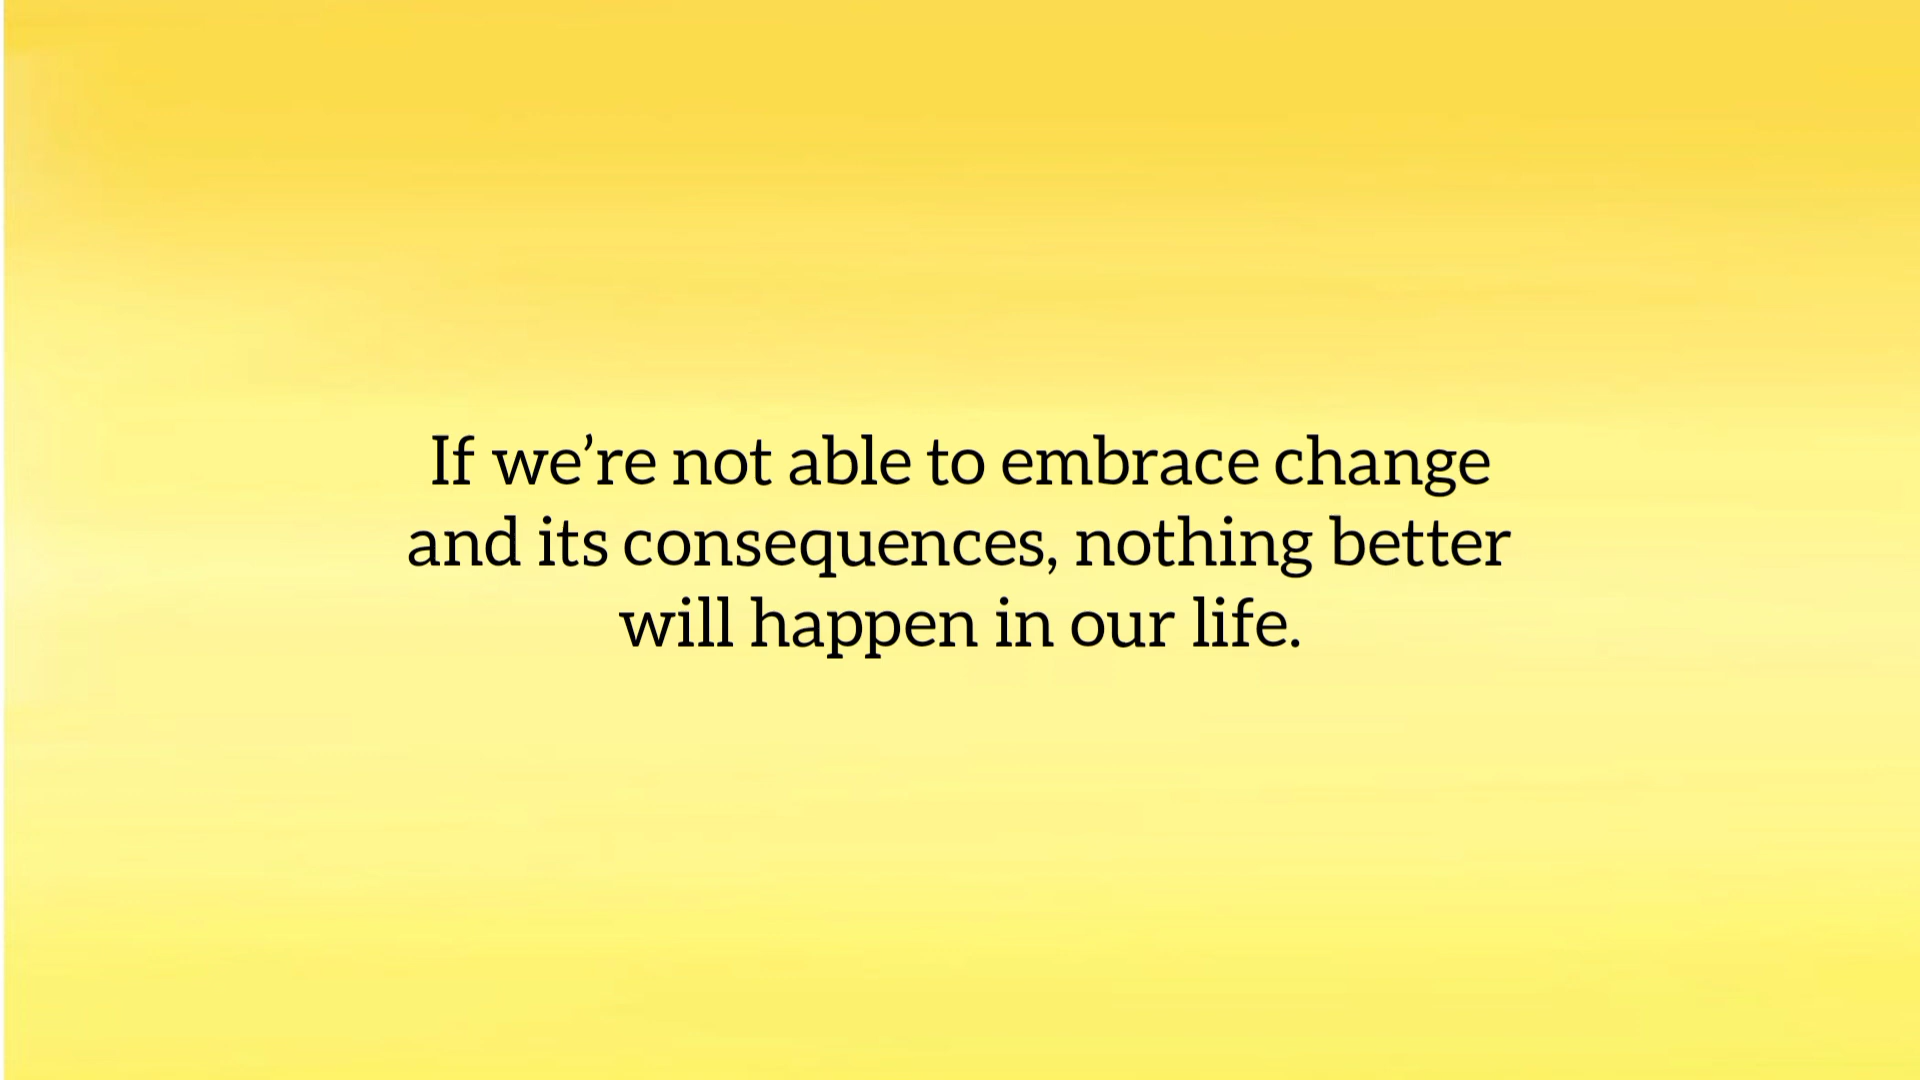 If we’re not able to embrace change
and its consequences, nothing better
will happen in our life.